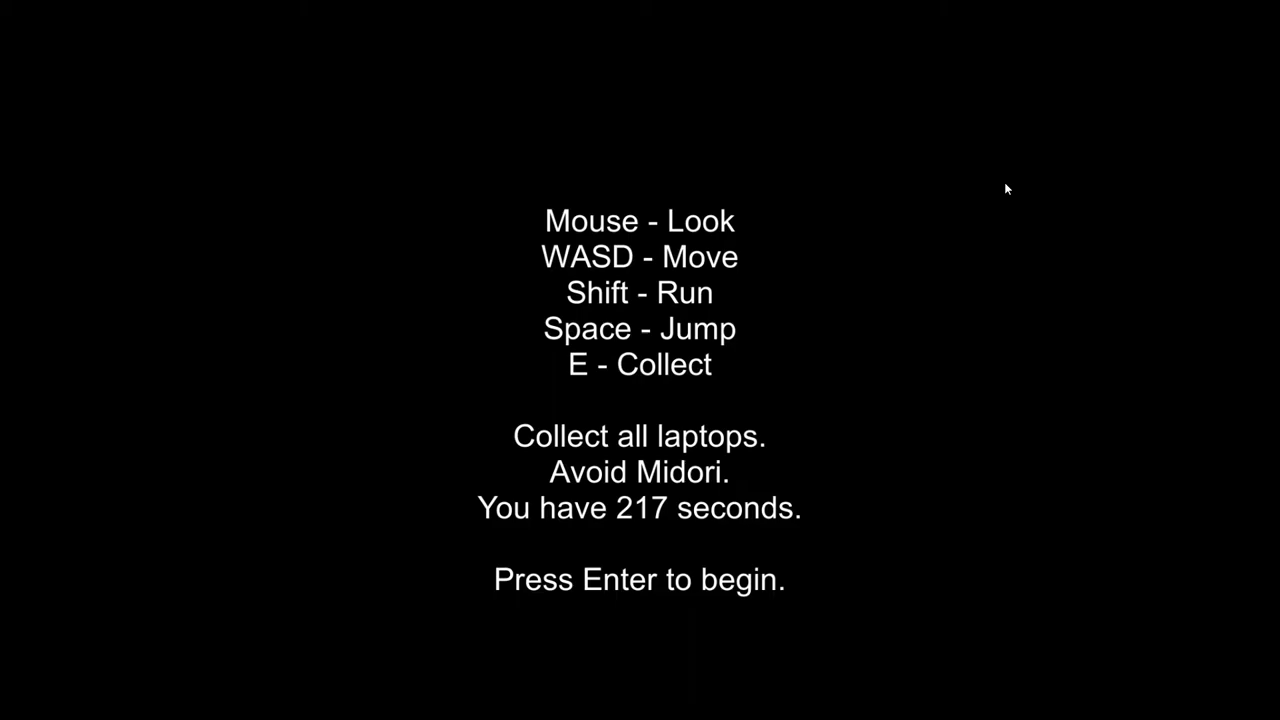 Mouse - Look
WASD - Move
Shift - Run
Space - Jump
E - Collect
Collect all laptops.
Avoid Midori.
You have 217 seconds.
Press Enter to begin.